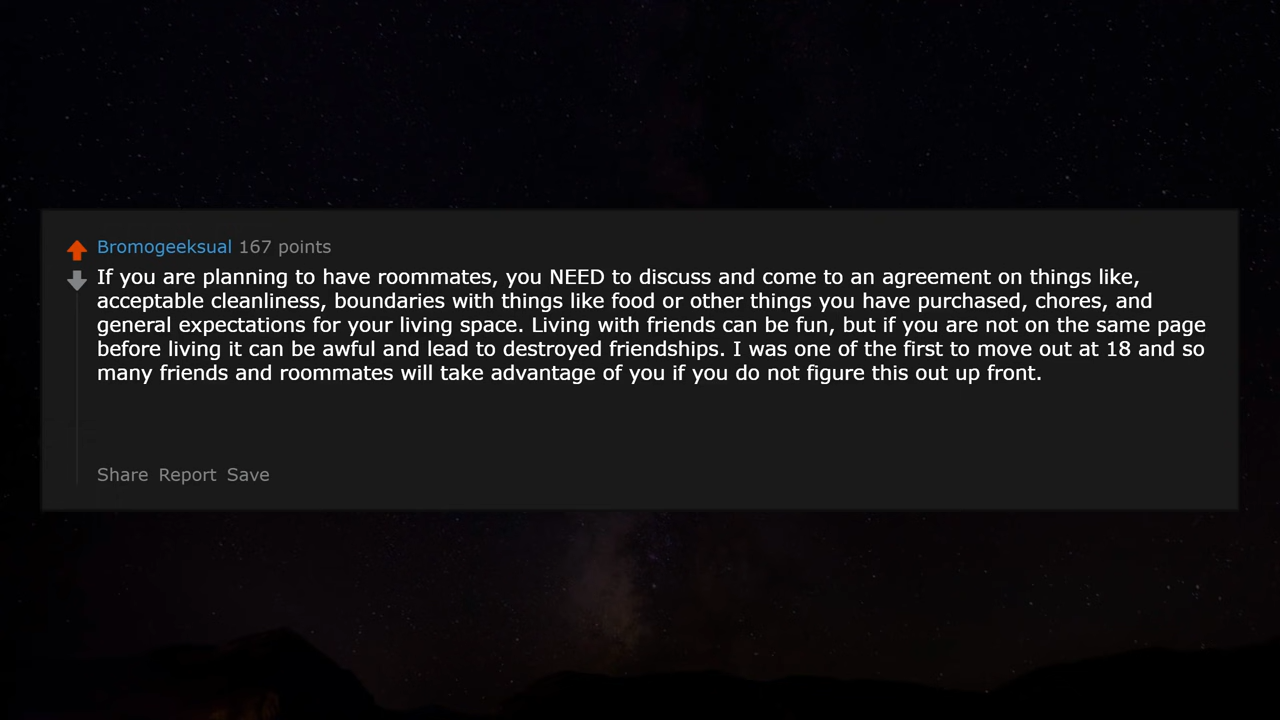 Bromogeeksual 167 points
If you are planning to have roommates, you NEED to discuss and come to an agreement on things like,
acceptable cleanliness, boundaries with things like food or other things you have purchased, chores, and
general expectations for your living space. Living with friends can be fun, but if you are not on the same page
before living it can be awful and lead to destroyed friendships. I was one of the first to move out at 18 and so
many friends and roommates will take advantage of you if you do not figure this out up front.
Share Report Save